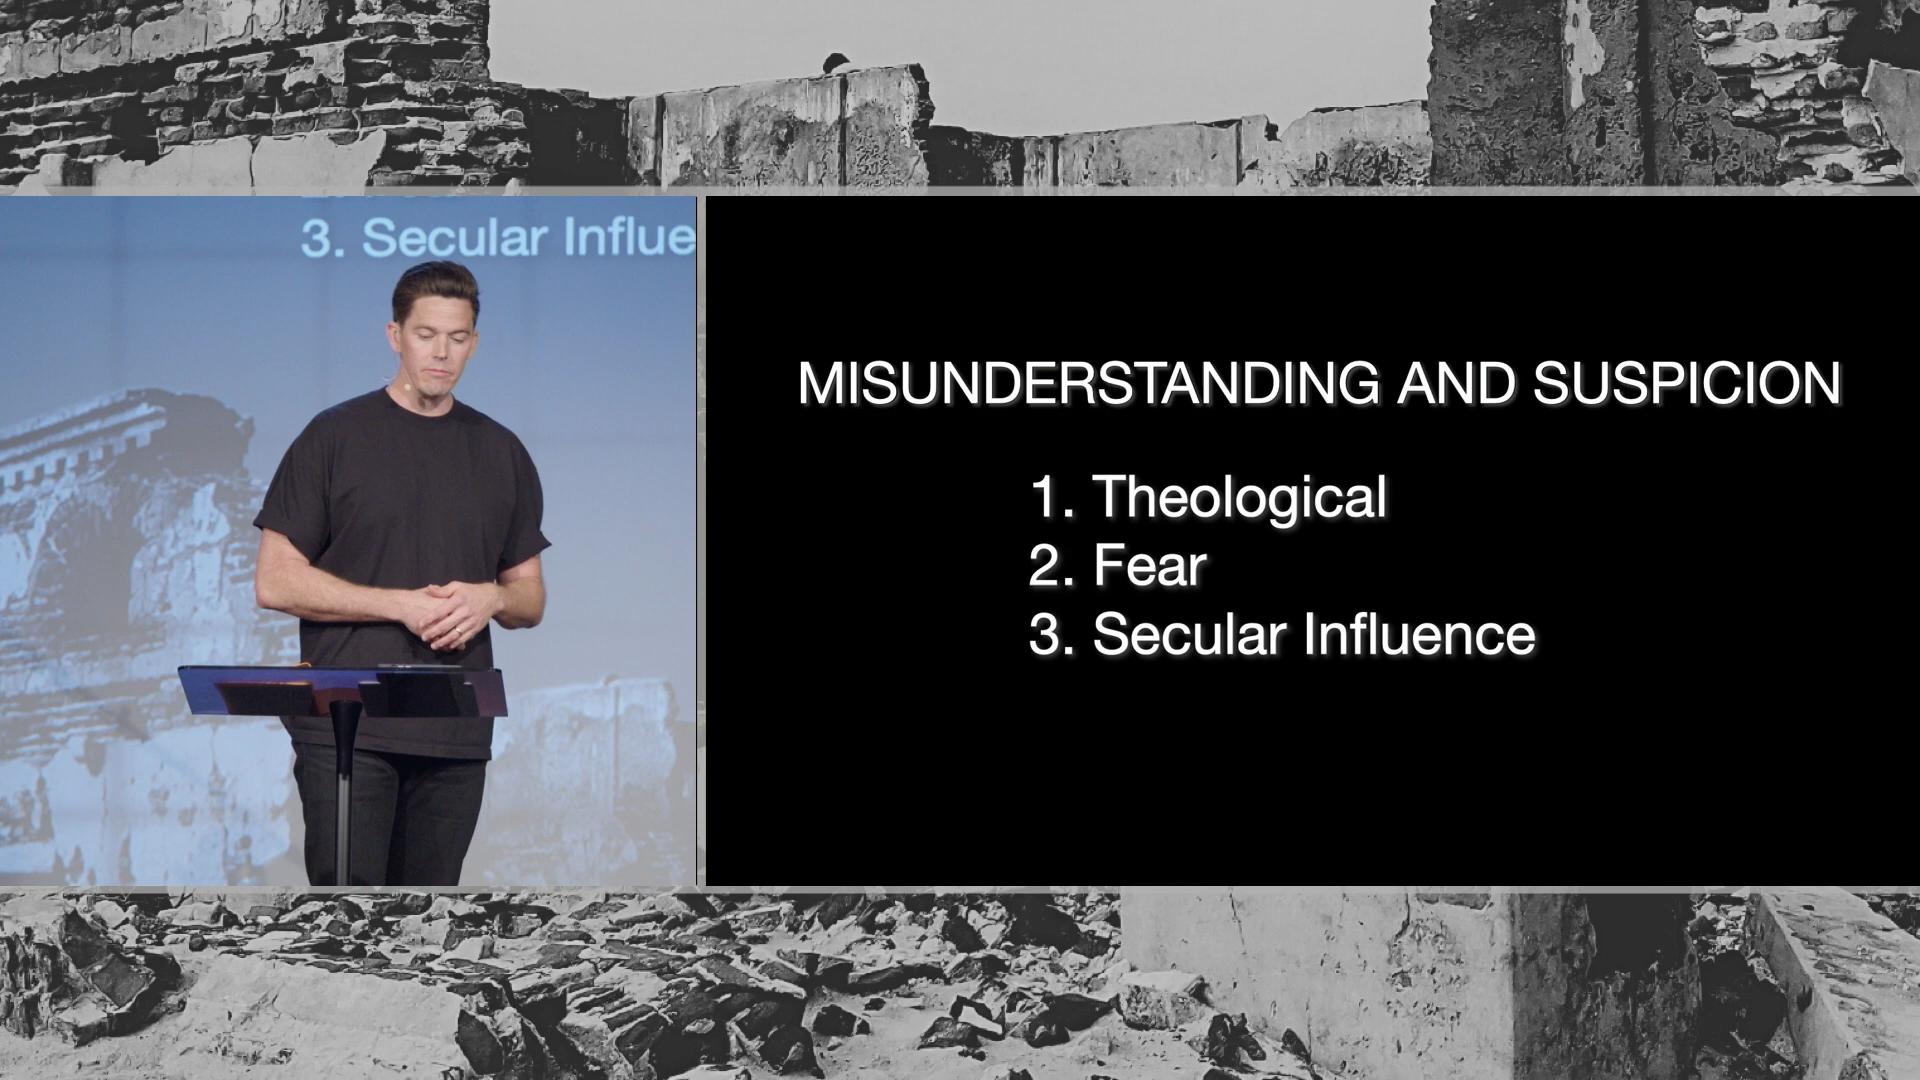 3. Secular Influe
MISUNDERSTANDING AND SUSPICION
1. Theological
2. Fear
3. Secular Influence